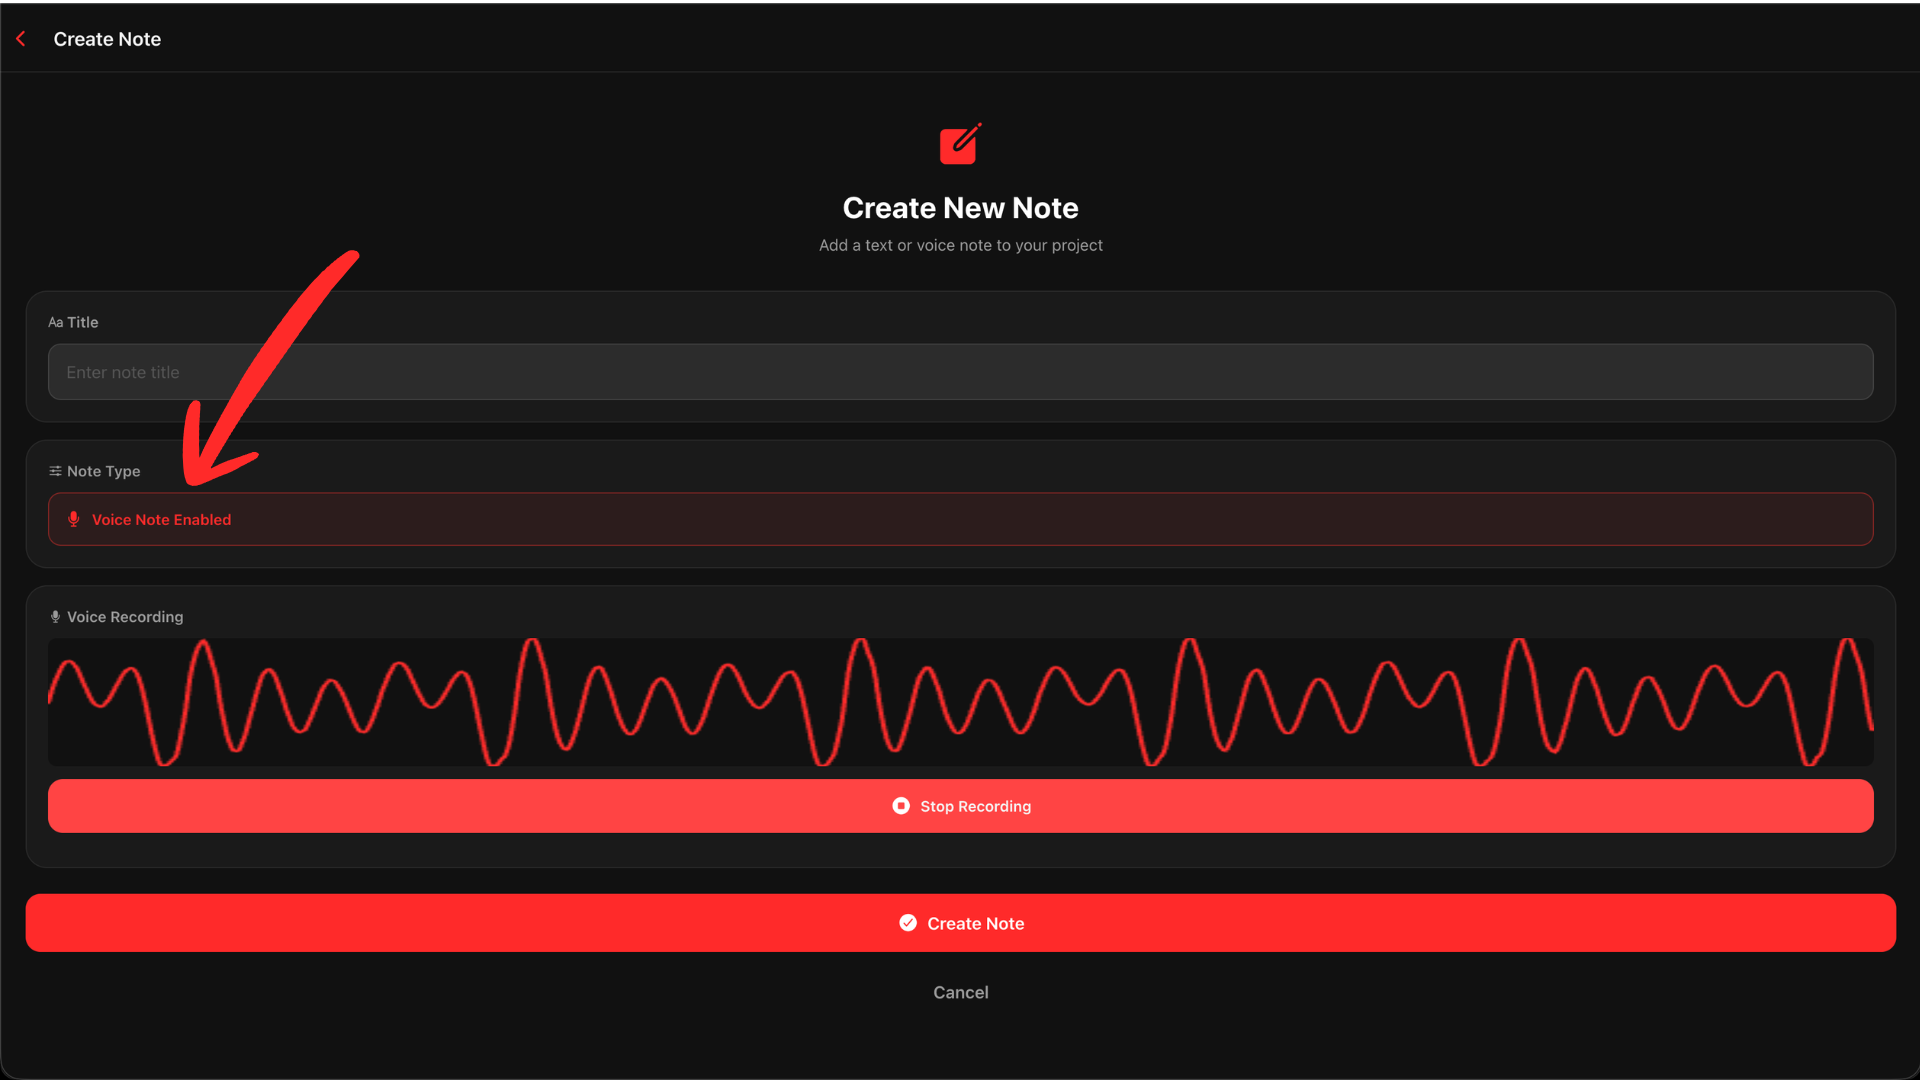 Create Note
Create New Note
Add a text or voice note to your project
Aa Title
Enter note title
Note Type
Voice Note Enabled
Voice Recording
Stop Recording
Create Note
Cancel